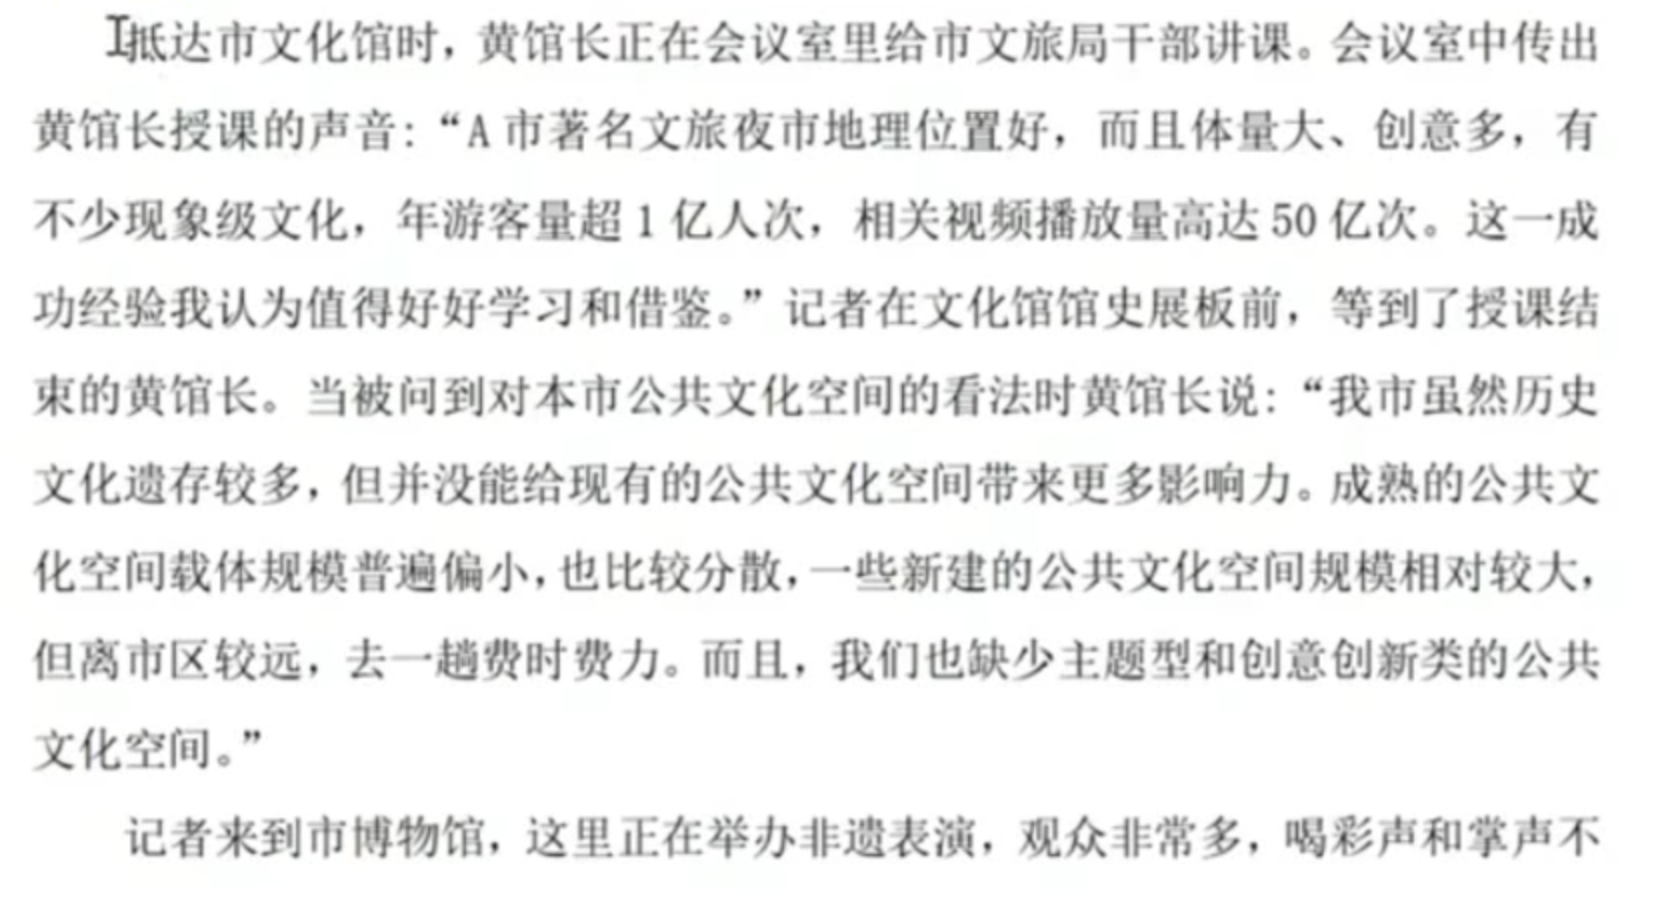 抵达市文化馆时，黄馆长正在会议室里给市文旅局干部讲课。会议室中传出
黄馆长授课的声音：“A市著名文旅夜市地理位置好，而且体量大、创意多，有
不少现象级文化，年游客量超1亿人次，相关视频播放量高达50亿次。这一成
功经验我认为值得好好学习和借鉴。”记者在文化馆馆史展板前，等到了授课结
束的黄馆长。当被问到对本市公共文化空间的看法时黄馆长说：“我市虽然历史
文化遗存较多，但并没能给现有的公共文化空间带来更多影响力。成熟的公共文
化空间载体规模普遍偏小，也比较分散，一些新建的公共文化空间规模相对较大，
但离市区较远，去一趟费时费力。而且，我们也缺少主题型和创意创新类的公共
文化空间。”
记者来到市博物馆，这里正在举办非遗表演，观众非常多，喝彩声和掌声不